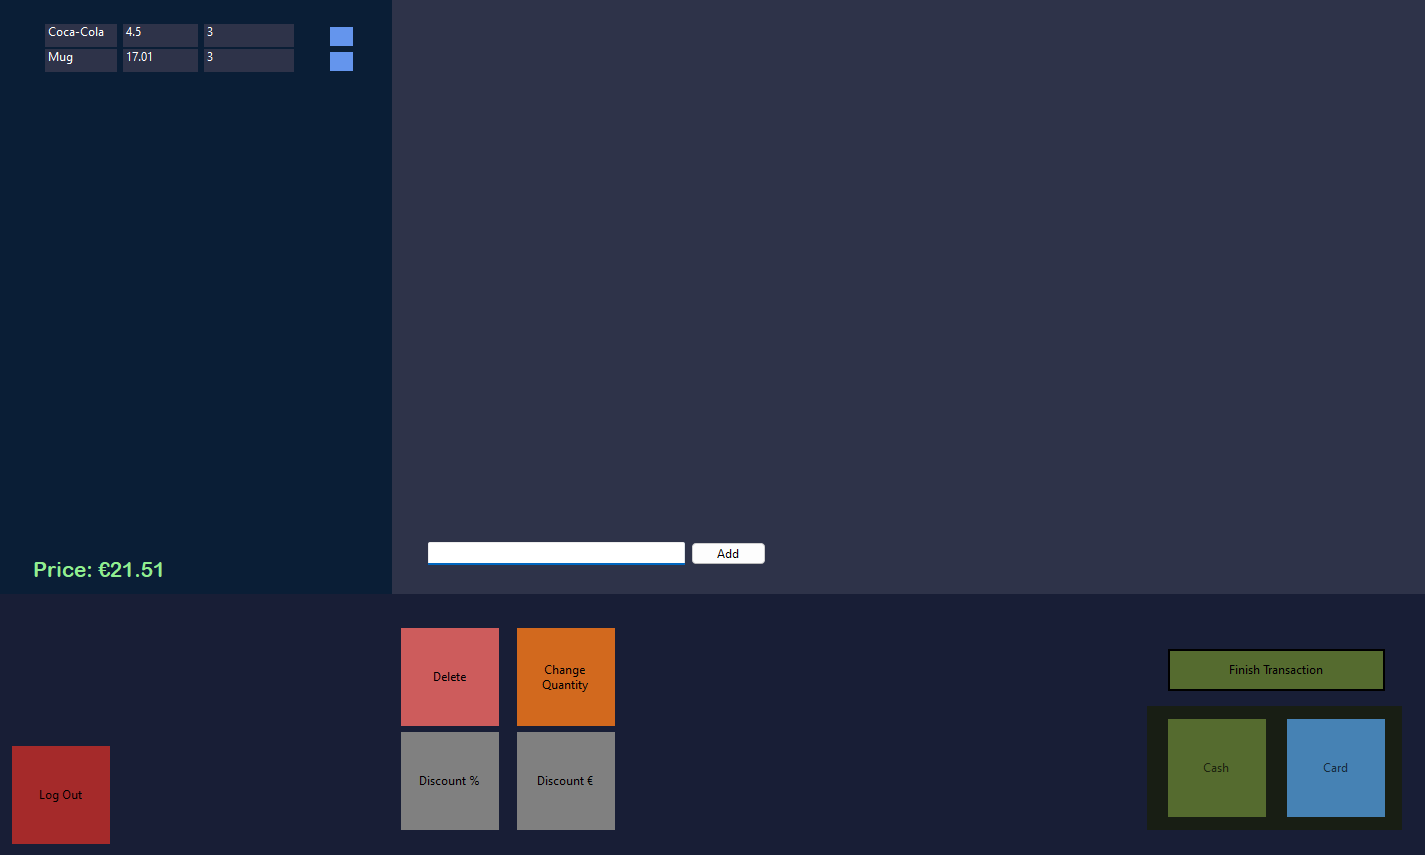 Coca-Cola 4.5 3
Mug 17.01 3
Add
Price: €21.51
Delete
Change
Quantity
Finish Transaction
Discount %
Discount €
Cash
Card
Log Out